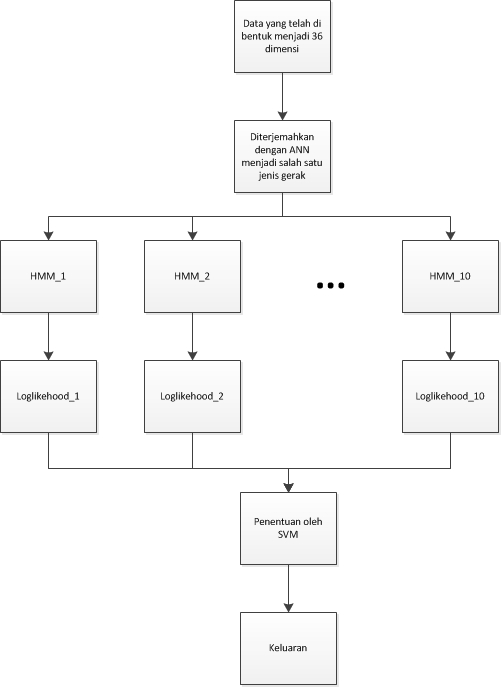 Data yang telah di
bentuk menjadi 36
dimensi
Diterjemahkan
dengan ANN
menjadi salah satu
jenis gerak
HMM_1
HMM_2
...
HMM_10
Loglikehood_1
Loglikehood_2
Loglikehood_10
Penentuan oleh
SVM
Keluaran